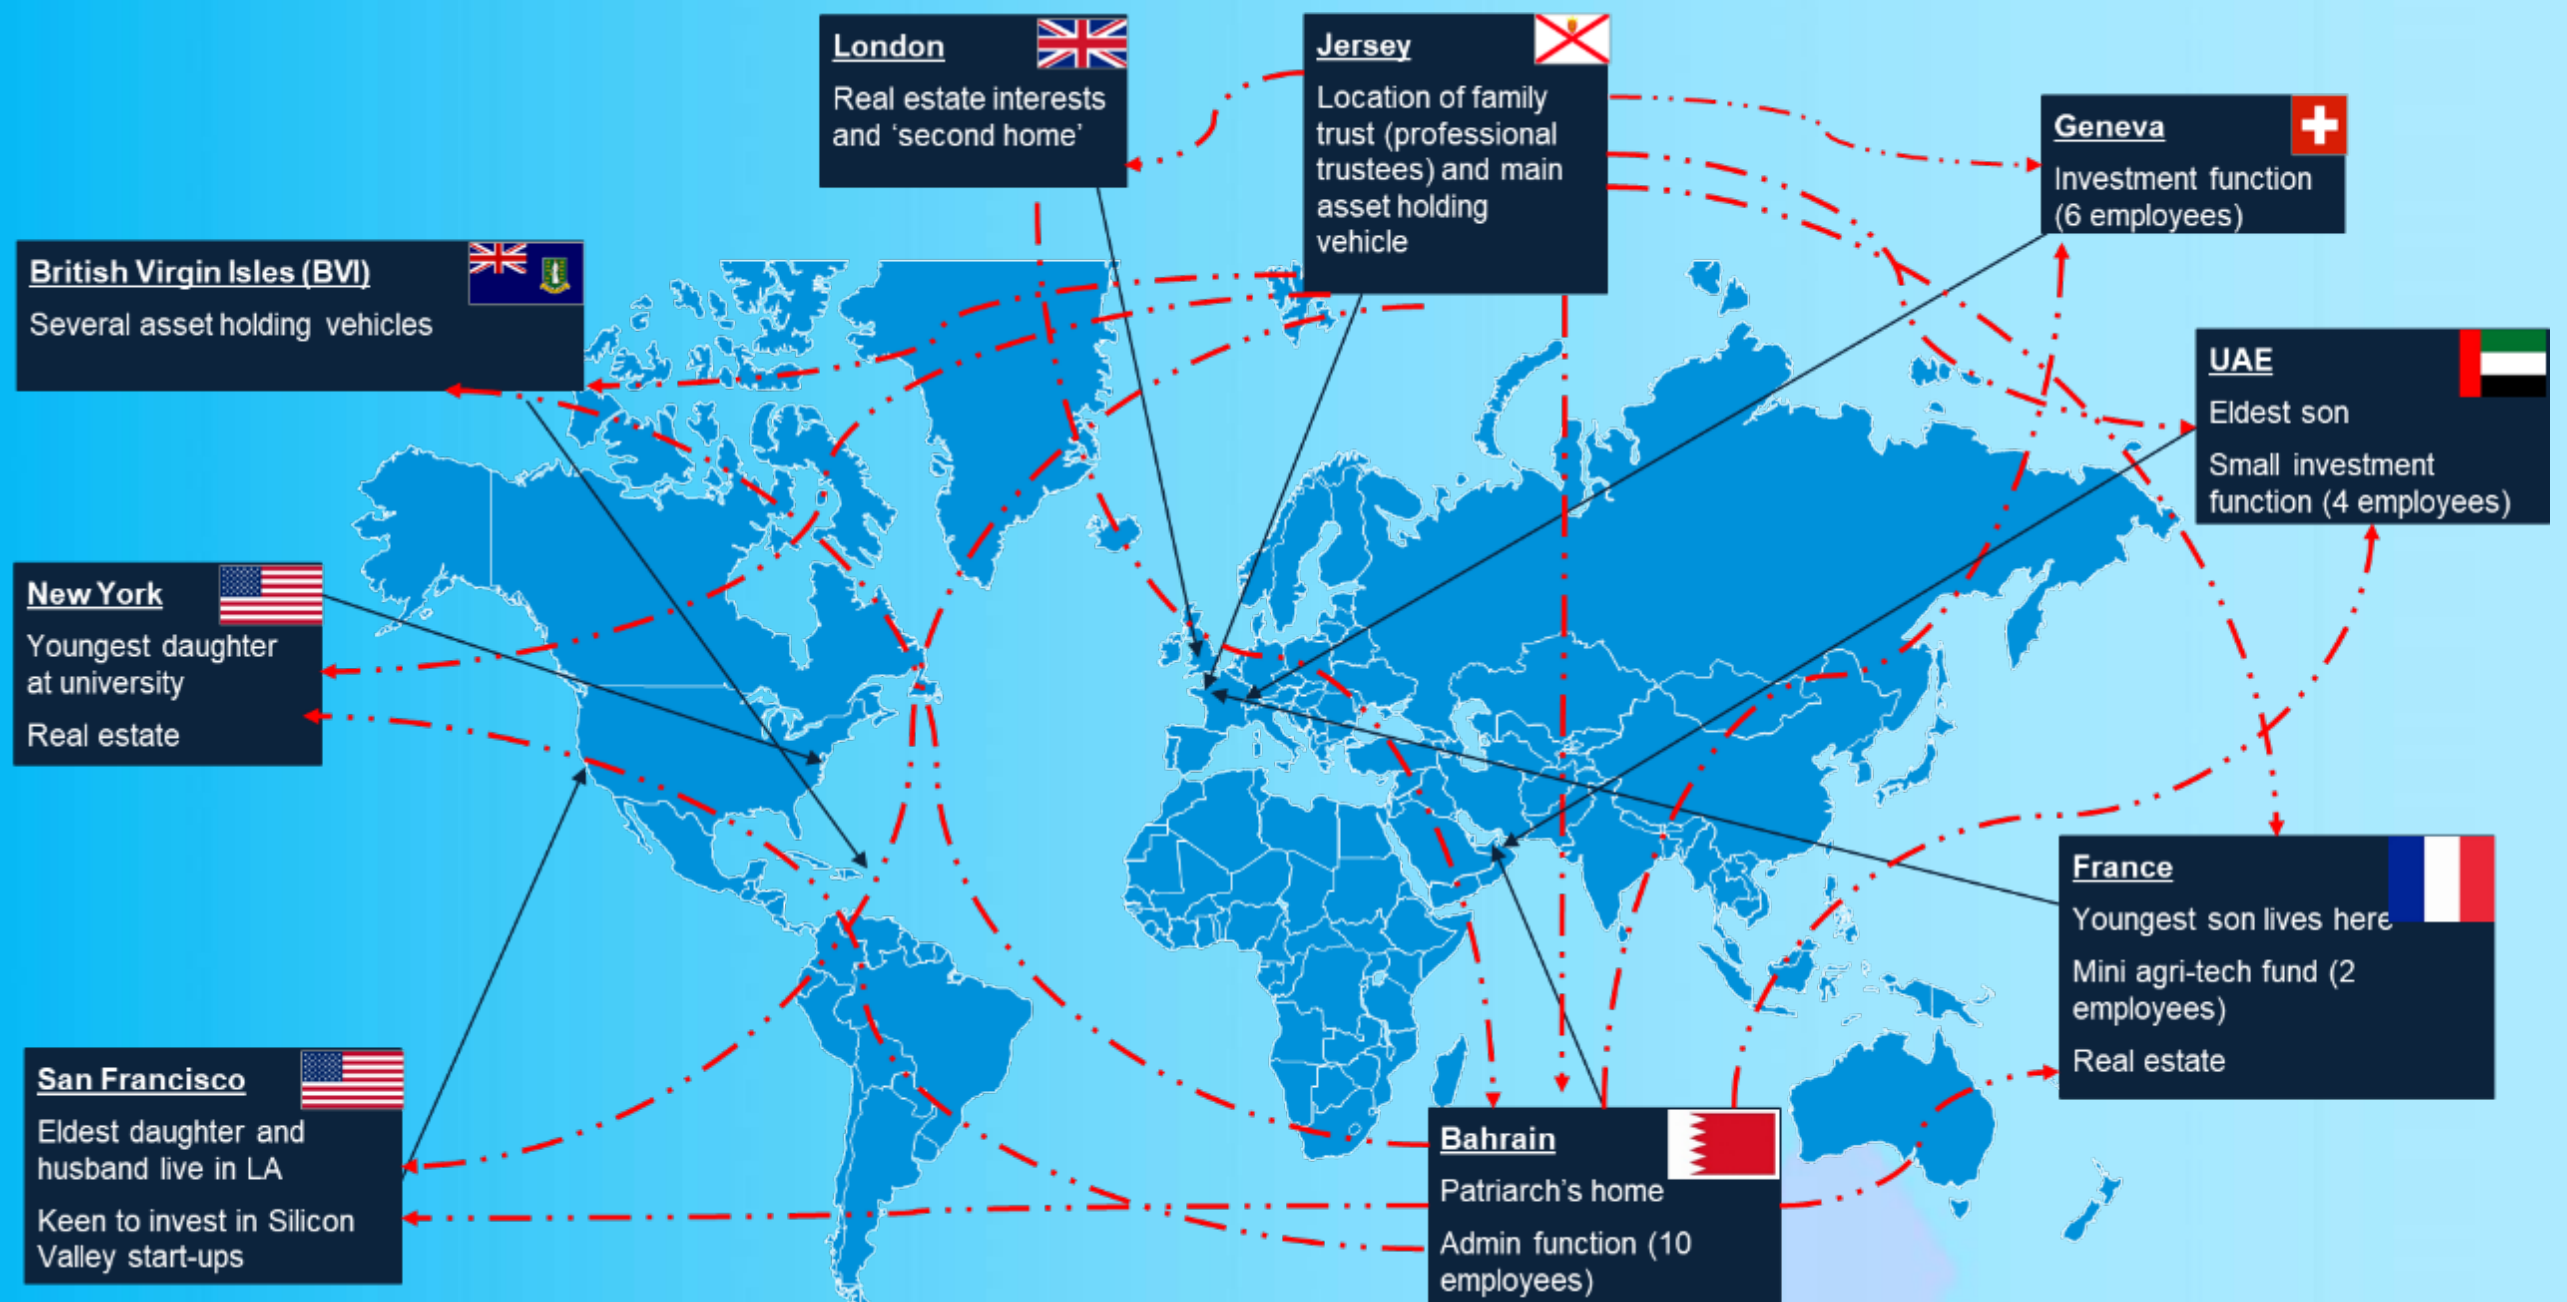 London
Real estate interests
and ‘second home’
Jersey
Location of family
trust (professional
trustees) and main
asset holding
vehicle
Geneva
Investment function
(6 employees)
British Virgin Isles (BVI)
Several asset holding vehicles
UAE
Eldest son
Small investment
function (4 employees)
New York
Youngest daughter
at university
Real estate
France
Youngest son lives here
Mini agri-tech fund (2
employees)
Real estate
San Francisco
Eldest daughter and
husband live in LA
Keen to invest in Silicon
Valley start-ups
Bahrain
Patriarch’s home
Admin function (10
employees)